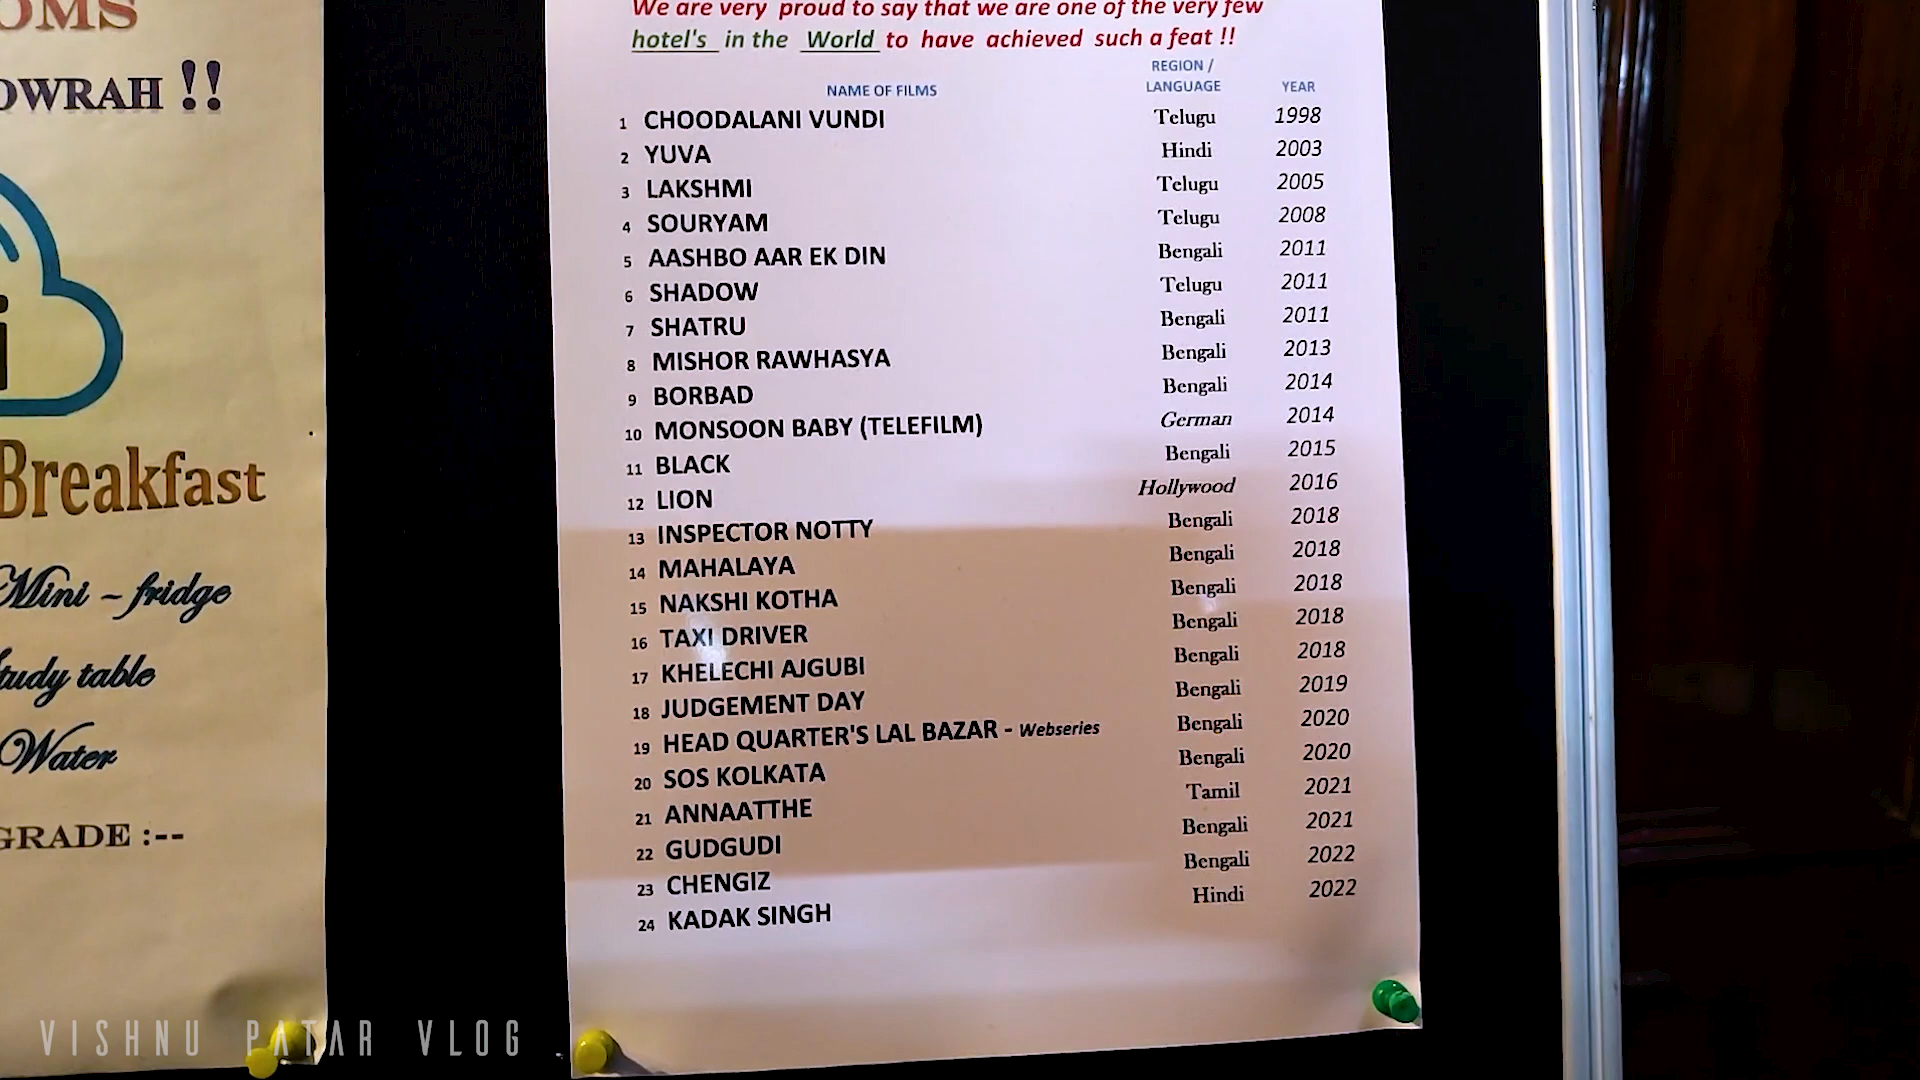 OMS
OWRAH !!
i
Breakfast
Mini ~ fridge
tudy table
Water
GRADE :--
We are very proud to say that we are one of the very few
hotel's in the World to have achieved such a feat !!
NAME OF FILMS REGION / LANGUAGE YEAR
1 CHOODALANI VUNDI Telugu 1998
2 YUVA Hindi 2003
3 LAKSHMI Telugu 2005
4 SOURYAM Telugu 2008
5 AASHBO AAR EK DIN Bengali 2011
6 SHADOW Telugu 2011
7 SHATRU Bengali 2011
8 MISHOR RAWHASYA Bengali 2013
9 BORBAD Bengali 2014
10 MONSOON BABY (TELEFILM) German 2014
11 BLACK Bengali 2015
12 LION Hollywood 2016
13 INSPECTOR NOTTY Bengali 2018
14 MAHALAYA Bengali 2018
15 NAKSHI KOTHA Bengali 2018
16 TAXI DRIVER Bengali 2018
17 KHELECHI AJGUBI Bengali 2018
18 JUDGEMENT DAY Bengali 2019
19 HEAD QUARTER'S LAL BAZAR - Webseries Bengali 2020
20 SOS KOLKATA Bengali 2020
21 ANNAATTHE Tamil 2021
22 GUDGUDI Bengali 2021
23 CHENGIZ Bengali 2022
24 KADAK SINGH Hindi 2022
VISHNU PATAR VLOG